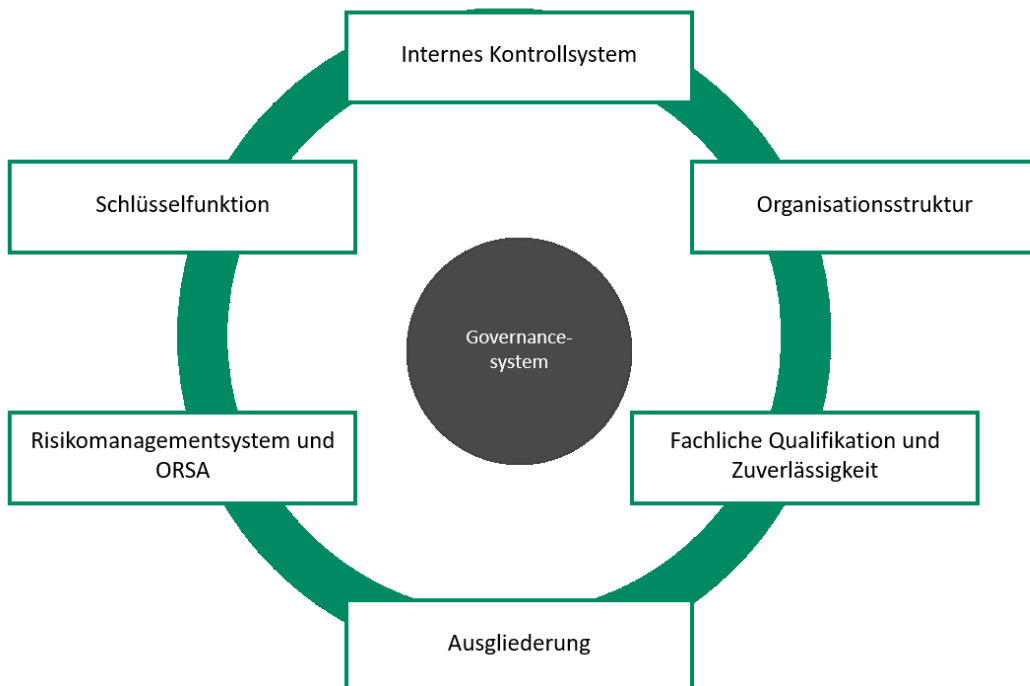 Internes Kontrollsystem
Schlüsselfunktion
Organisationsstruktur
Governance-
system
Risikomanagementsystem und
ORSA
Fachliche Qualifikation und
Zuverlässigkeit
Ausgliederung